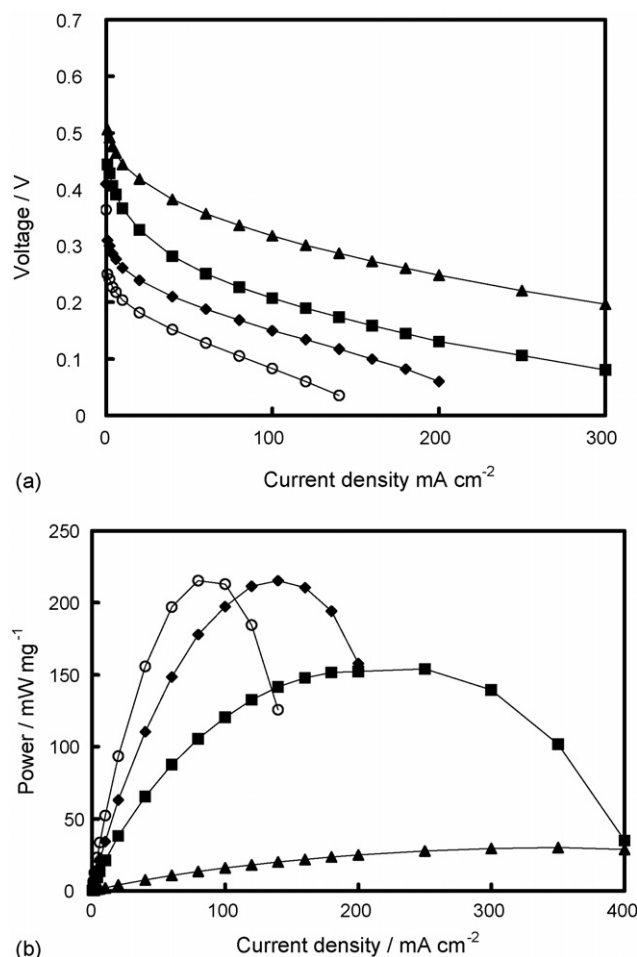 0.7
0.6
0.5
0.4
0.3
0.2
0.1
0
Voltage / V
0 100 200 300
Current density mA cm⁻²
(a)
250
200
150
100
50
0
Power / mW mg⁻¹
0 100 200 300 400
Current density / mA cm⁻²
(b)